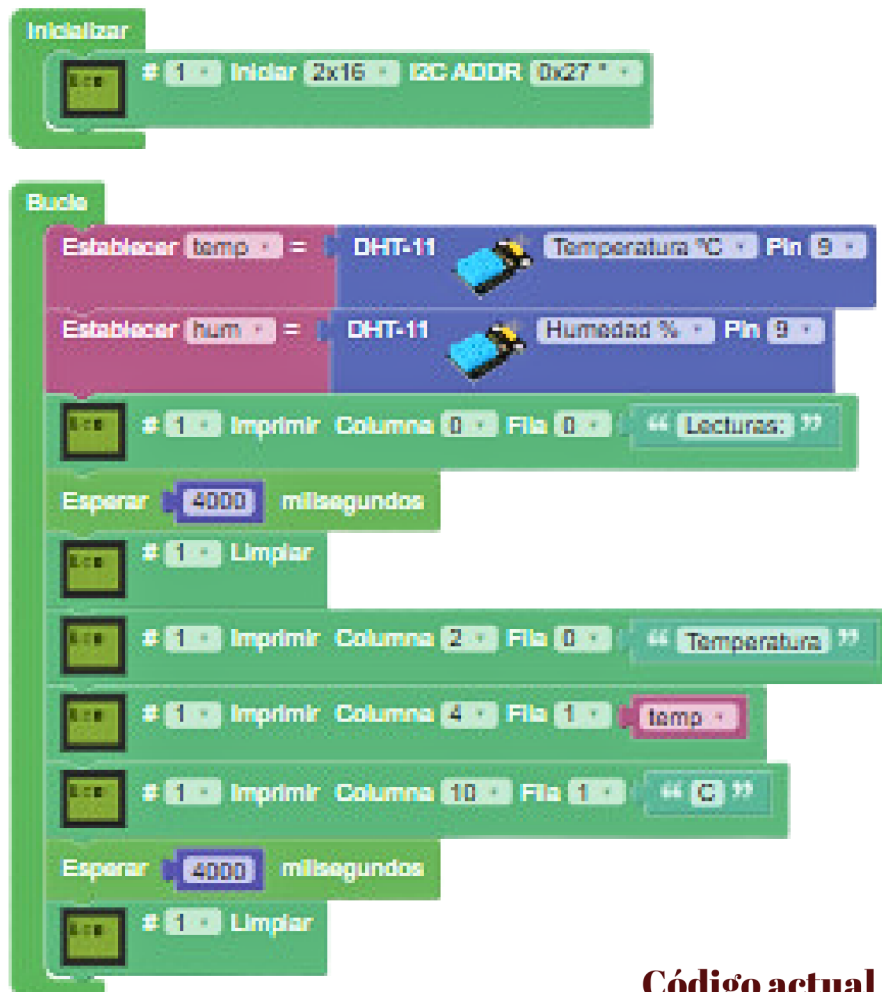 Inicializar
# 1 Iniciar 2x16 I2C ADDR 0x27 *
Bucle
Establecer temp = DHT-11 Temperatura ºC Pin 9
Establecer hum = DHT-11 Humedad % Pin 9
# 1 Imprimir Columna 0 Fila 0 “ Lecturas: ”
Esperar 4000 milisegundos
# 1 Limpiar
# 1 Imprimir Columna 2 Fila 0 “ Temperatura ”
# 1 Imprimir Columna 4 Fila 1 temp
# 1 Imprimir Columna 10 Fila 1 “ C ”
Esperar 4000 milisegundos
# 1 Limpiar
Código actual